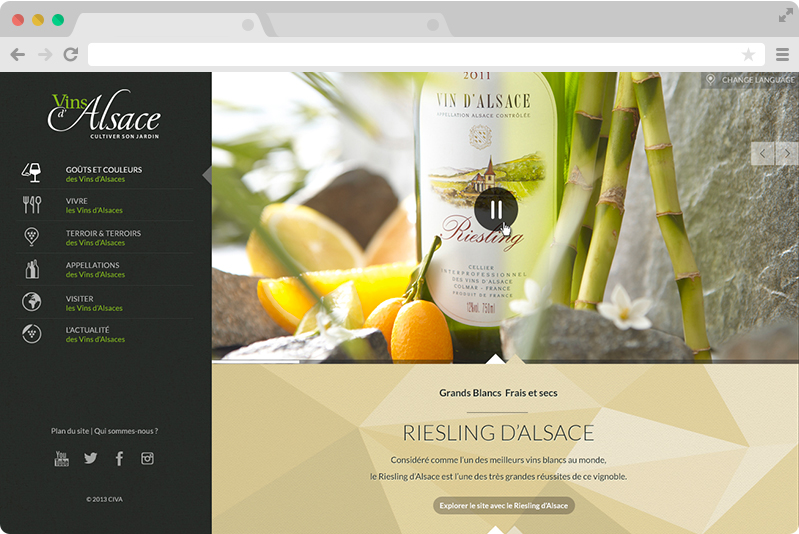 CHANGE LANGUAGE
Vins
d'Alsace
CULTIVER SON JARDIN
GOÛTS ET COULEURS
des Vins d'Alsaces
VIVRE
les Vins d'Alsaces
TERROIR & TERROIRS
des Vins d'Alsaces
APPELLATIONS
des Vins d'Alsaces
VISITER
les Vins d'Alsaces
L'ACTUALITÉ
des Vins d'Alsaces
Plan du site | Qui sommes-nous ?
You
Tube
© 2013 CIVA
2011
VIN D'ALSACE
APPELLATION ALSACE CONTRÔLÉE
Riesling
CELLIER
INTERPROFESSIONNEL
DES VINS D'ALSACE
COLMAR - FRANCE
PRODUIT DE FRANCE
12%vol. 750ml
Grands Blancs Frais et secs
RIESLING D'ALSACE
Considéré comme l'un des meilleurs vins blancs au monde,
le Riesling d'Alsace est l'une des très grandes réussites de ce vignoble.
Explorer le site avec le Riesling d'Alsace